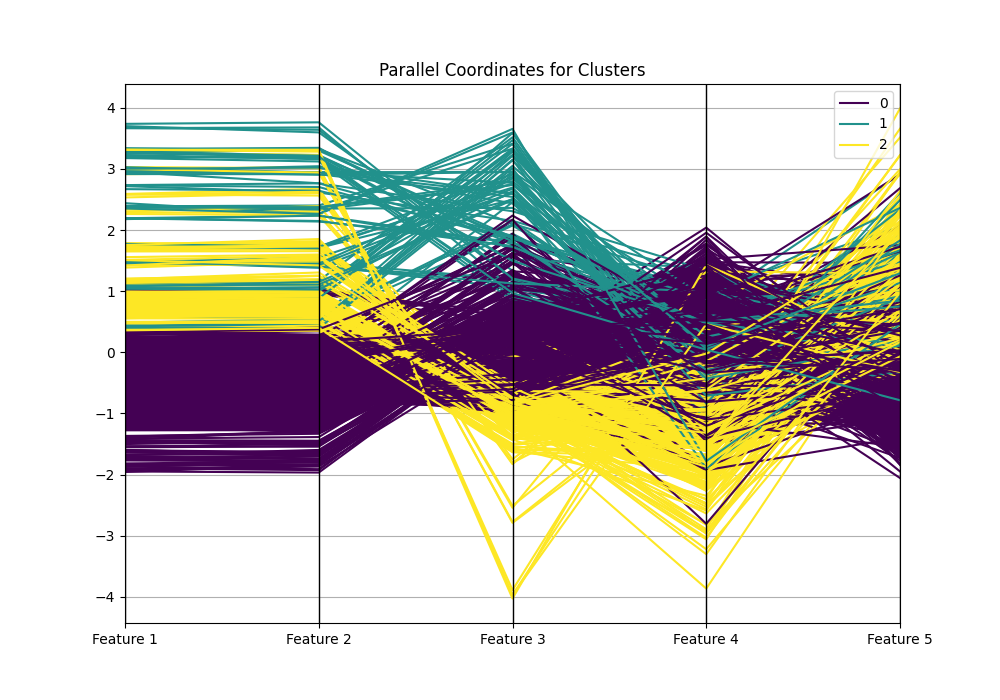 Parallel Coordinates for Clusters
0
1
2
4
3
2
1
0
−1
−2
−3
−4
Feature 1
Feature 2
Feature 3
Feature 4
Feature 5